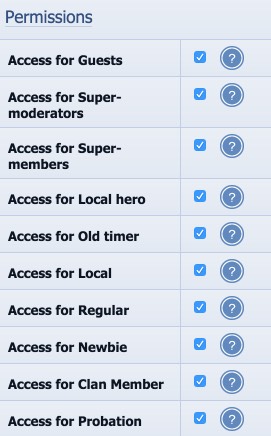 Permissions
Access for Guests
?
Access for Super-
moderators
?
Access for Super-
members
?
Access for Local hero
?
Access for Old timer
?
Access for Local
?
Access for Regular
?
Access for Newbie
?
Access for Clan Member
?
Access for Probation
?